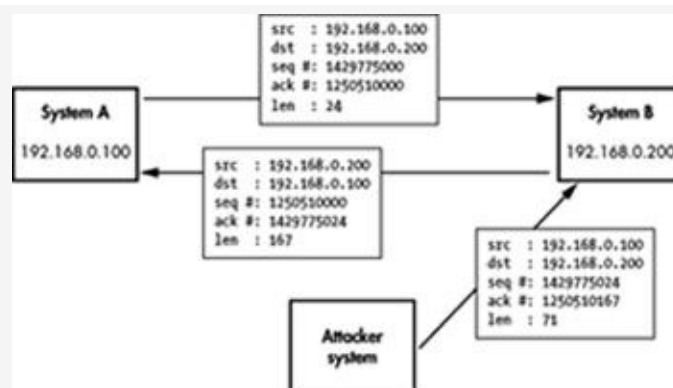 src : 192.168.0.100
dst : 192.168.0.200
seq #: 1429775000
ack #: 1250510000
len : 24
System A
192.168.0.100
System B
192.168.0.200
src : 192.168.0.200
dst : 192.168.0.100
seq #: 1250510000
ack #: 1429775024
len : 167
src : 192.168.0.100
dst : 192.168.0.200
seq #: 1429775024
ack #: 1250510167
len : 71
Attacker
system